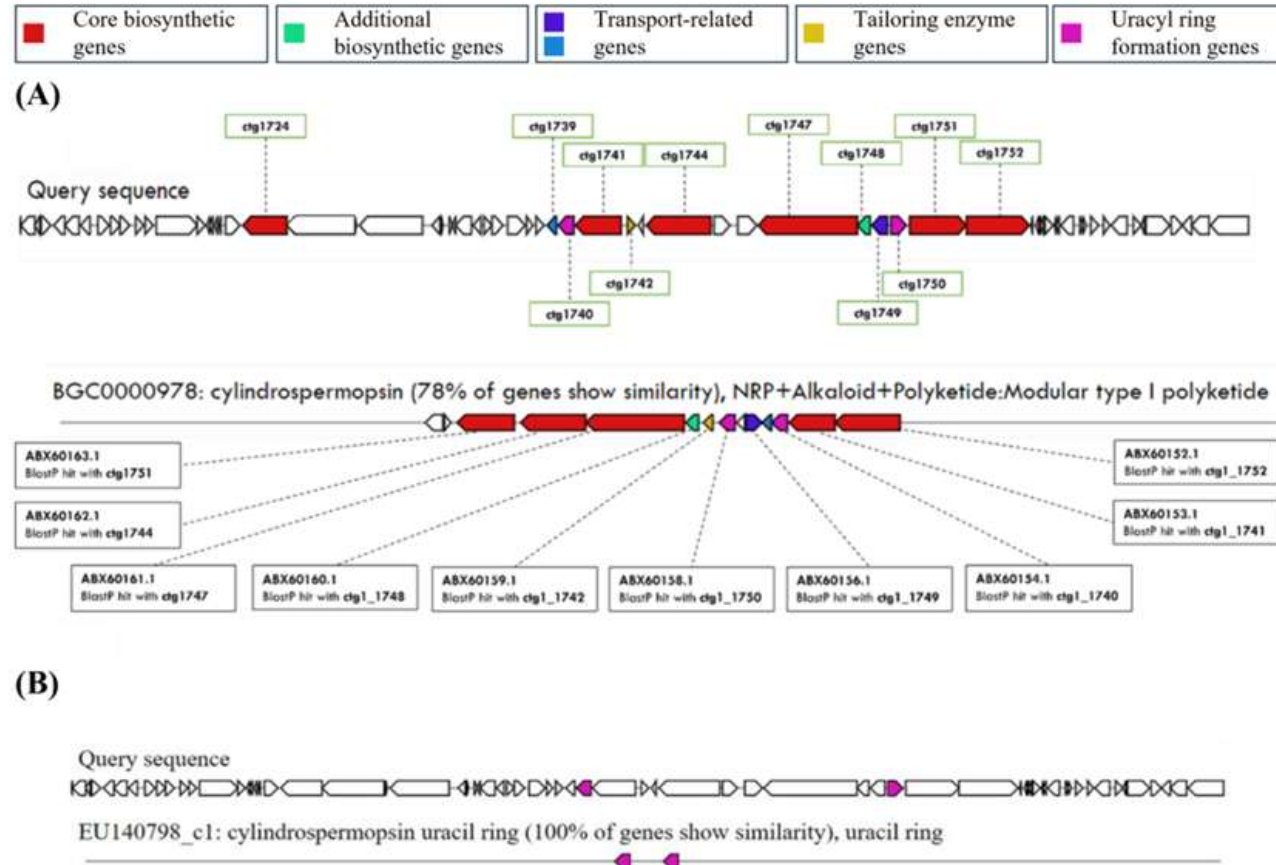 Core biosynthetic genes
Additional biosynthetic genes
Transport-related genes
Tailoring enzyme genes
Uracyl ring formation genes
(A)
ctg1724
ctg1739
ctg1747
ctg1751
ctg1741
ctg1744
ctg1748
ctg1752
Query sequence
ctg1742
ctg1750
ctg1740
ctg1749
BGC0000978: cylindrospermopsin (78% of genes show similarity), NRP+Alkaloid+Polyketide:Modular type I polyketide
ABX60163.1
BlastP hit with ctg1751
ABX60152.1
BlastP hit with ctg1_1752
ABX60162.1
BlastP hit with ctg1744
ABX60153.1
BlastP hit with ctg1_1741
ABX60161.1
BlastP hit with ctg1747
ABX60160.1
BlastP hit with ctg1_1748
ABX60159.1
BlastP hit with ctg1_1742
ABX60158.1
BlastP hit with ctg1_1750
ABX60156.1
BlastP hit with ctg1_1749
ABX60154.1
BlastP hit with ctg1_1740
(B)
Query sequence
EU140798_c1: cylindrospermopsin uracil ring (100% of genes show similarity), uracil ring